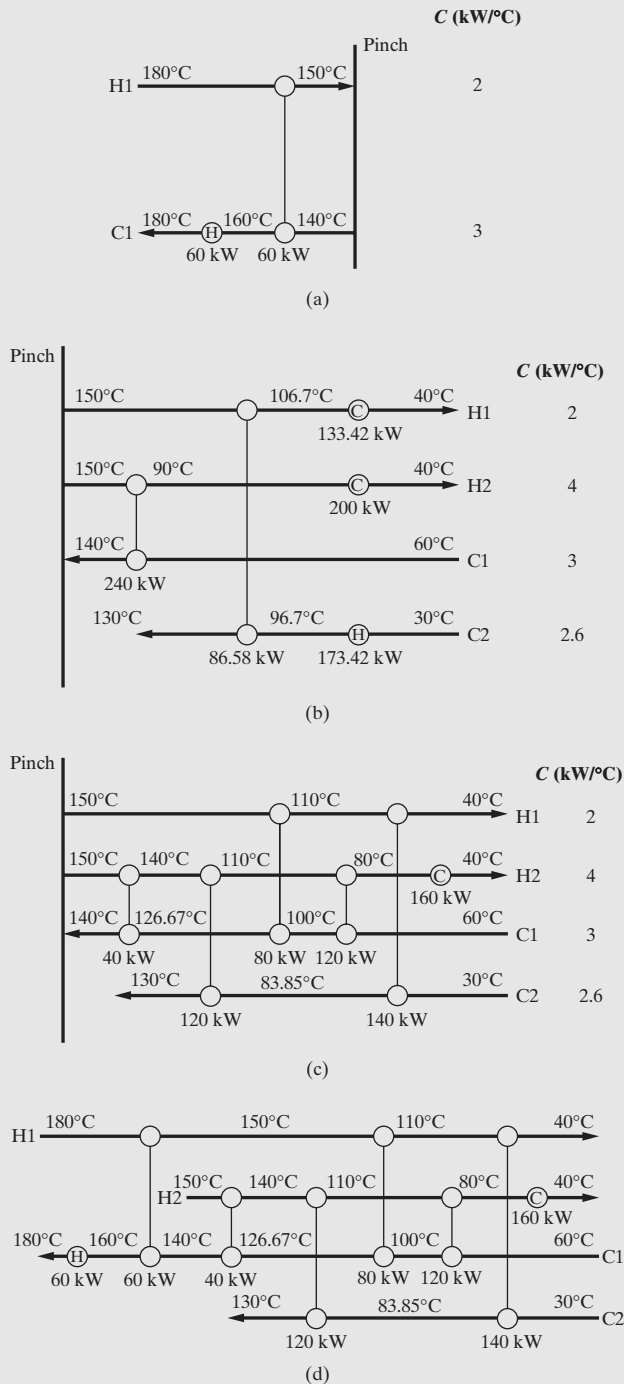 C (kW/°C)
Pinch
180°C 150°C
H1 2
180°C 160°C 140°C
C1 H 3
60 kW 60 kW
(a)
Pinch
C (kW/°C)
150°C 106.7°C 40°C
C H1 2
133.42 kW
150°C 90°C 40°C
C H2 4
200 kW
140°C 60°C
C1 3
240 kW
130°C 96.7°C 30°C
H C2 2.6
86.58 kW 173.42 kW
(b)
Pinch
C (kW/°C)
150°C 110°C 40°C
H1 2
150°C 140°C 110°C 80°C 40°C
C H2 4
160 kW
140°C 126.67°C 100°C 60°C
C1 3
40 kW 80 kW 120 kW
130°C 83.85°C 30°C
C2 2.6
120 kW 140 kW
(c)
180°C 150°C 110°C 40°C
H1
150°C 140°C 110°C 80°C 40°C
H2 C
160 kW
180°C 160°C 140°C 126.67°C 100°C 60°C
H C1
60 kW 60 kW 40 kW 80 kW 120 kW
130°C 83.85°C 30°C
C2
120 kW 140 kW
(d)